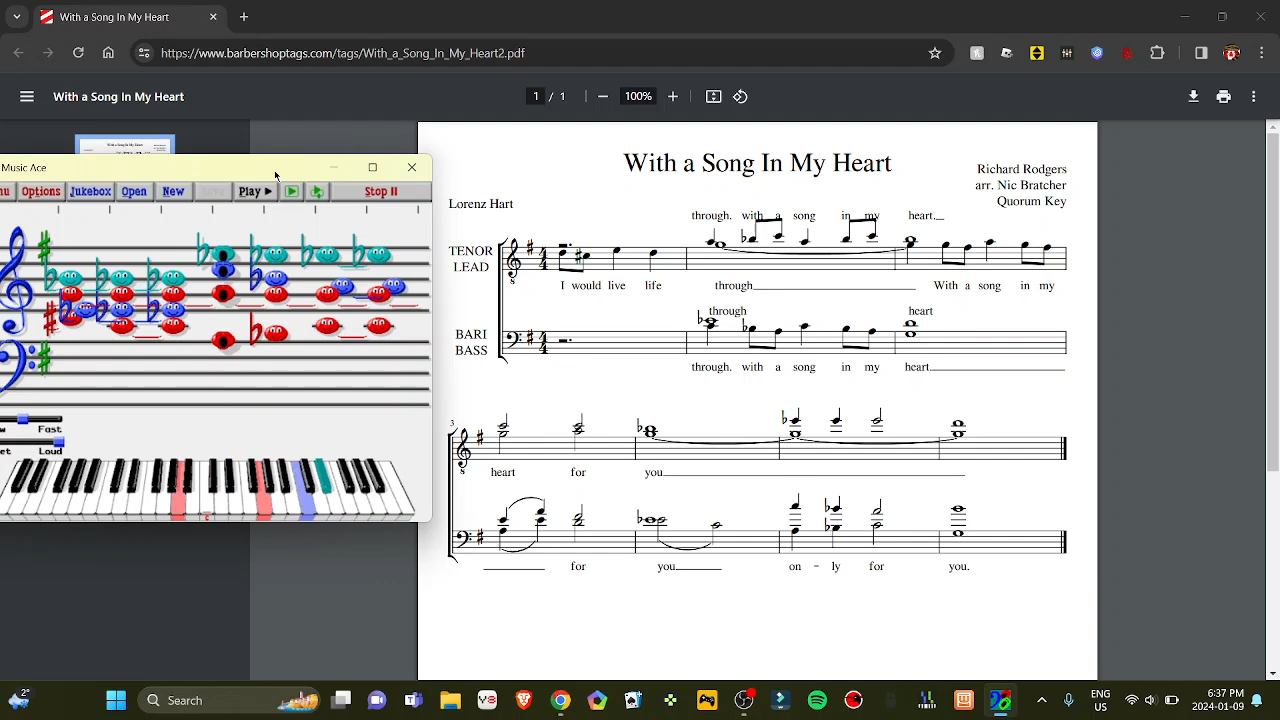 With a Song In My Heart
https://www.barbershoptags.com/tags/With_a_Song_In_My_Heart2.pdf
With a Song In My Heart
1 / 1
100%
Music Ace
nu Options Jukebox Open New Play Stop
w Fast
et Loud
With a Song In My Heart
Richard Rodgers
arr. Nic Bratcher
Quorum Key
Lorenz Hart
through. with a song in my heart.
TENOR
LEAD
I would live life through With a song in my
through heart
BARI
BASS
through. with a song in my heart.
3
heart for you
for you on - ly for you.
2°
Search
ENG
US
6:37 PM
2024-01-09